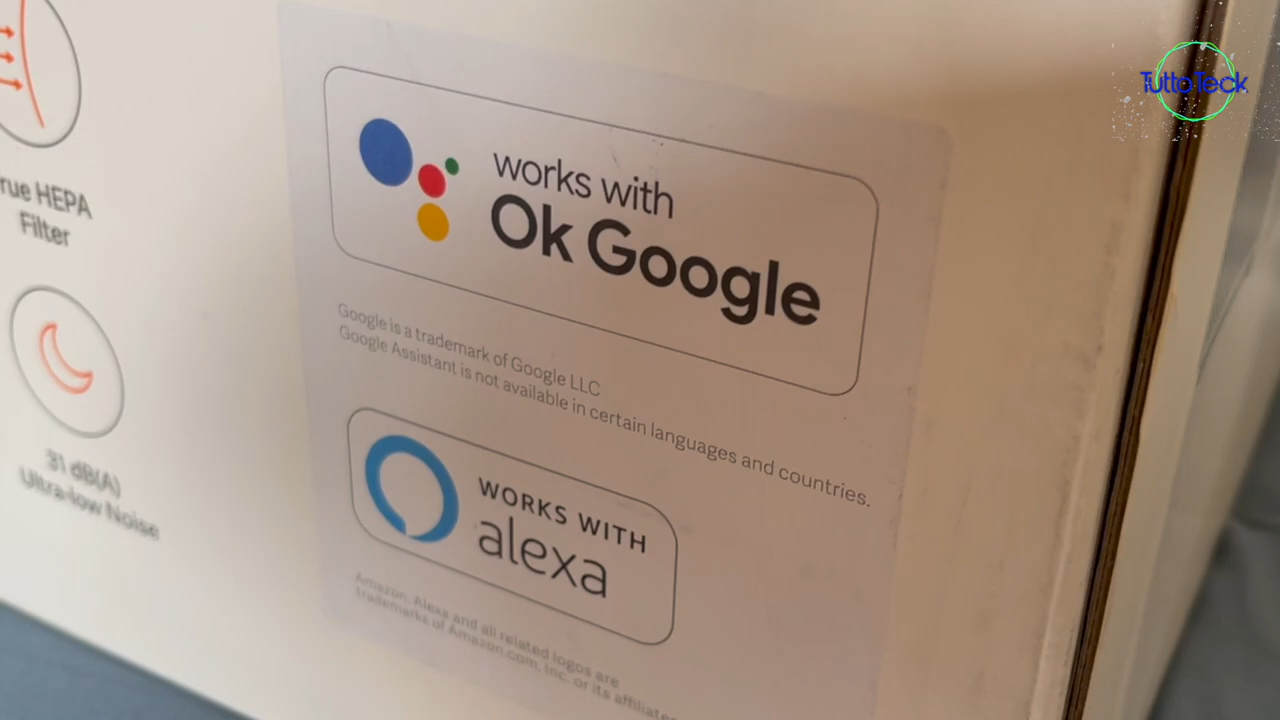 TuttoTeck
works with
Ok Google
rue HEPA
Filter
Google is a trademark of Google LLC
Google Assistant is not available in certain languages and countries.
31 dB(A)
Ultra-low Noise
WORKS WITH
alexa
Amazon, Alexa and all related logos are
trademarks of Amazon.com, Inc. or its affiliates